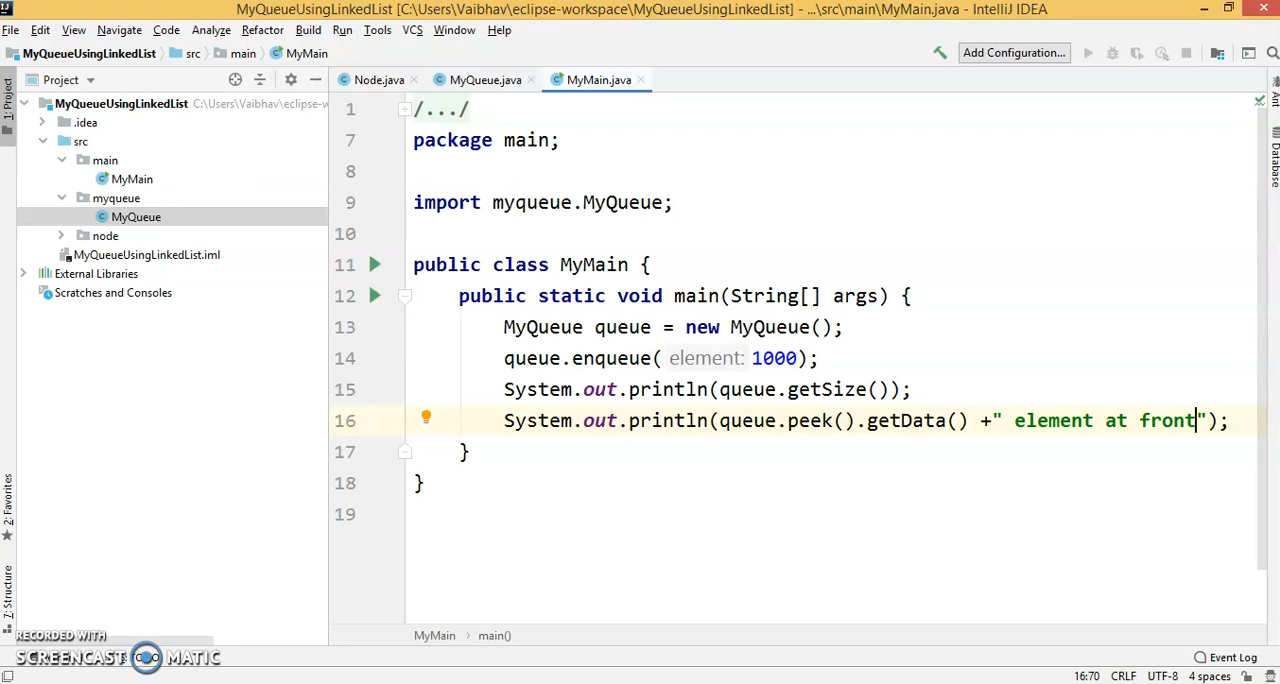 MyQueueUsingLinkedList [C:\Users\Vaibhav\eclipse-workspace\MyQueueUsingLinkedList] - ...\src\main\MyMain.java - IntelliJ IDEA
File Edit View Navigate Code Analyze Refactor Build Run Tools VCS Window Help
MyQueueUsingLinkedList src main MyMain Add Configuration...
1: Project
Project
MyQueueUsingLinkedList C:\Users\Vaibhav\eclipse-w
.idea
src
main
MyMain
myqueue
MyQueue
node
MyQueueUsingLinkedList.iml
External Libraries
Scratches and Consoles
2: Favorites
7: Structure
Node.java MyQueue.java MyMain.java
1 /.../
7 package main;
8
9 import myqueue.MyQueue;
10
11 public class MyMain {
12 public static void main(String[] args) {
13 MyQueue queue = new MyQueue();
14 queue.enqueue( element: 1000);
15 System.out.println(queue.getSize());
16 System.out.println(queue.peek().getData() +" element at front");
17 }
18 }
19
Ant
Database
MyMain main()
RECORDED WITH
SCREENCAST MATIC
Event Log
16:70 CRLF UTF-8 4 spaces